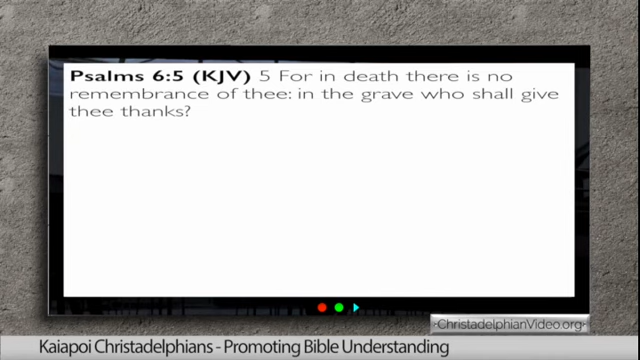 Psalms 6:5 (KJV) 5 For in death there is no
remembrance of thee: in the grave who shall give
thee thanks?
ChristadelphianVideo.org
Kaiapoi Christadelphians - Promoting Bible Understanding